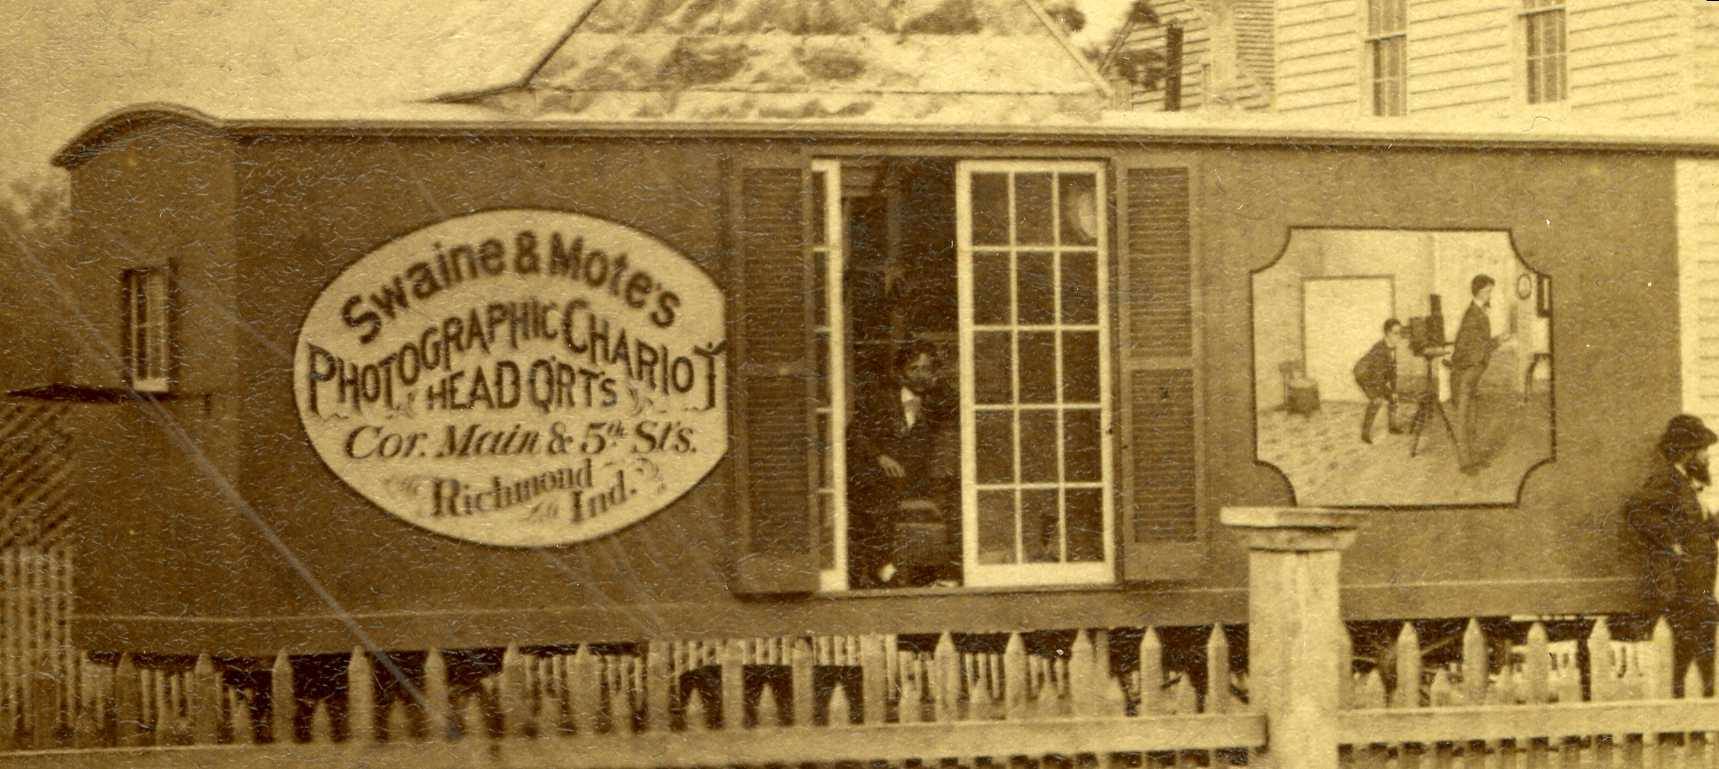 Swaine & Mote's
PHOTOGRAPHIC CHARIOT
HEAD QRT'S
Cor. Main & 5th St's.
Richmond
Ind.